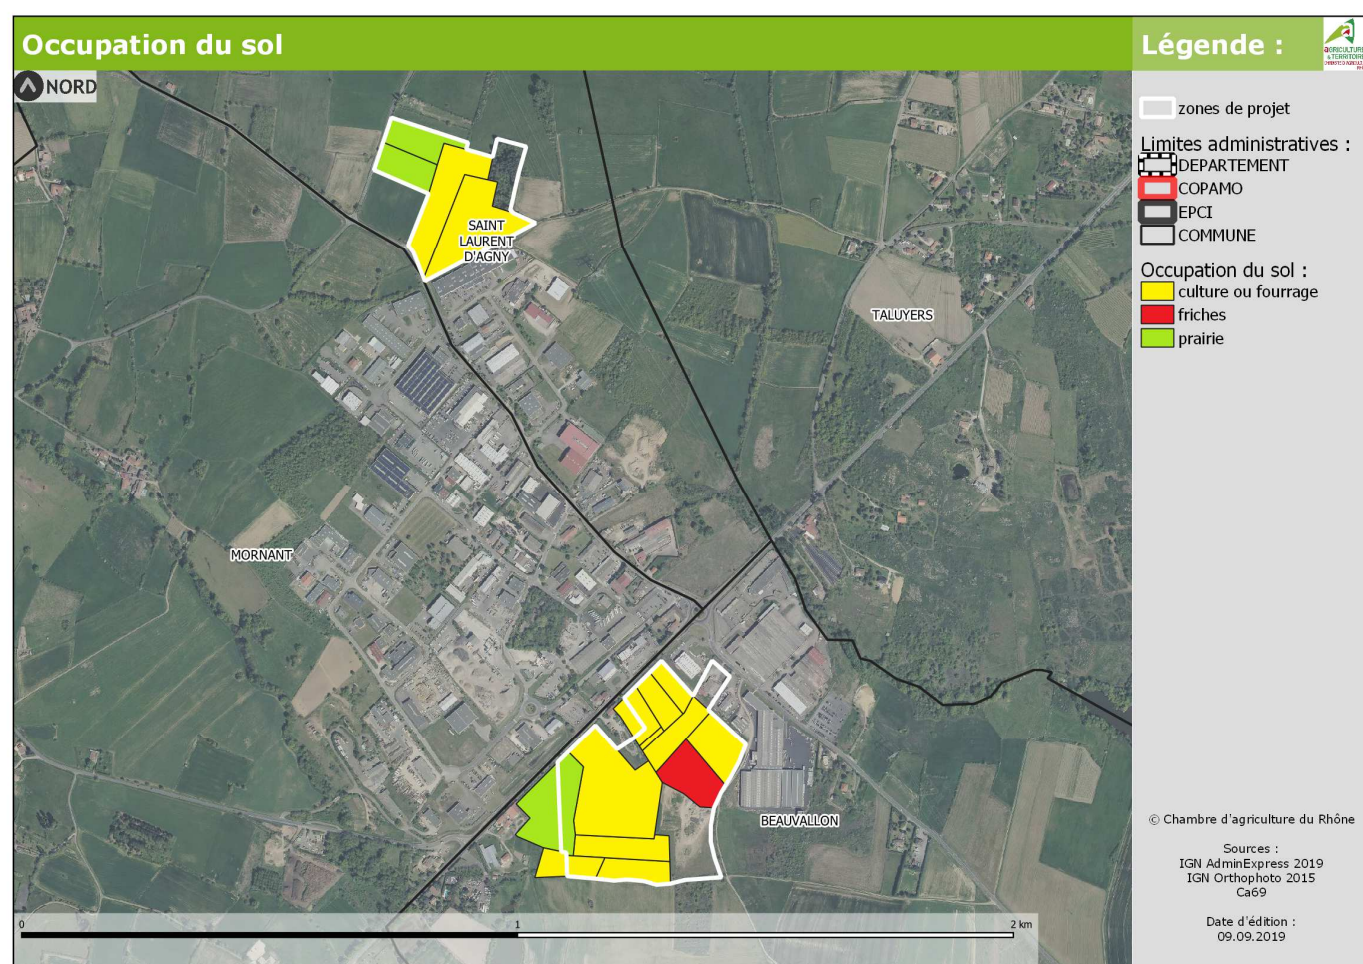 Occupation du sol
Légende :
AGRICULTURES
& TERRITOIRES
NORD
zones de projet
Limites administratives :
DEPARTEMENT
COPAMO
EPCI
COMMUNE
Occupation du sol :
culture ou fourrage
friches
prairie
SAINT
LAURENT
D'AGNY
TALUYERS
MORNANT
BEAUVALLON
© Chambre d'agriculture du Rhône
Sources :
IGN AdminExpress 2019
IGN Orthophoto 2015
Ca69
Date d'édition :
09.09.2019
0
1
2 km